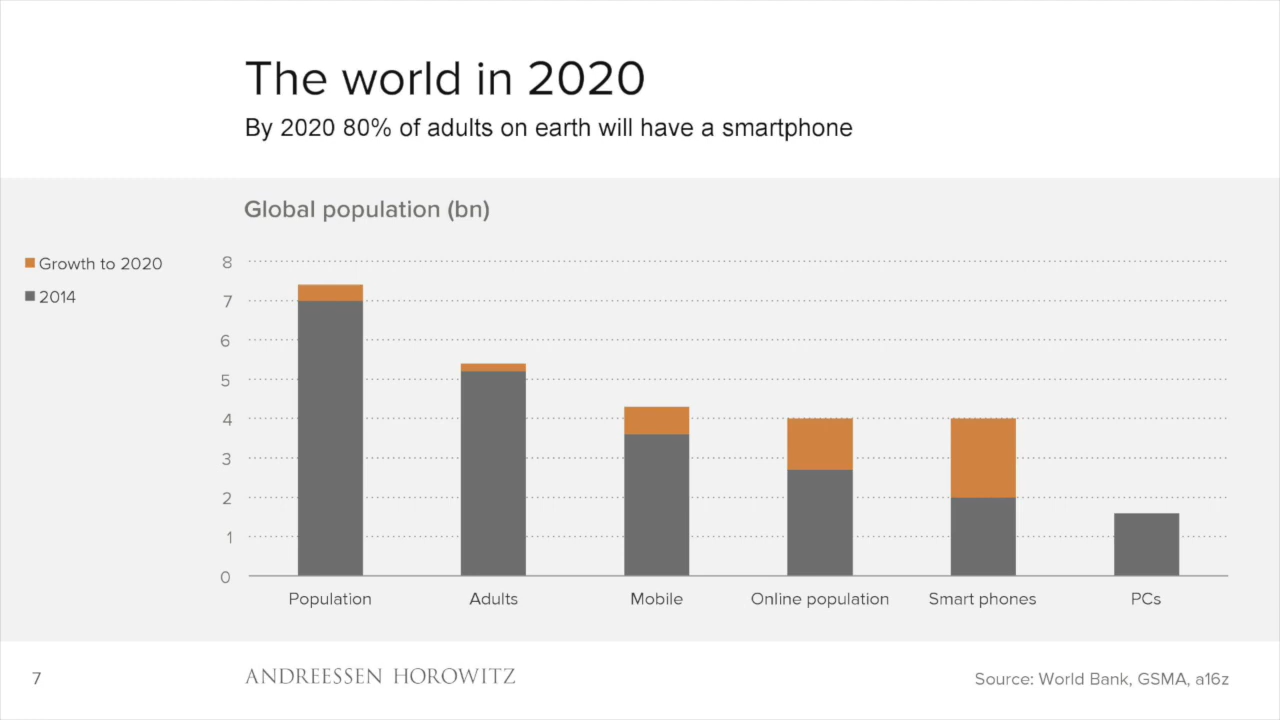 The world in 2020
By 2020 80% of adults on earth will have a smartphone
Global population (bn)
Growth to 2020
2014
8
7
6
5
4
3
2
1
0
Population Adults Mobile Online population Smart phones PCs
7 ANDREESSEN HOROWITZ Source: World Bank, GSMA, a16z